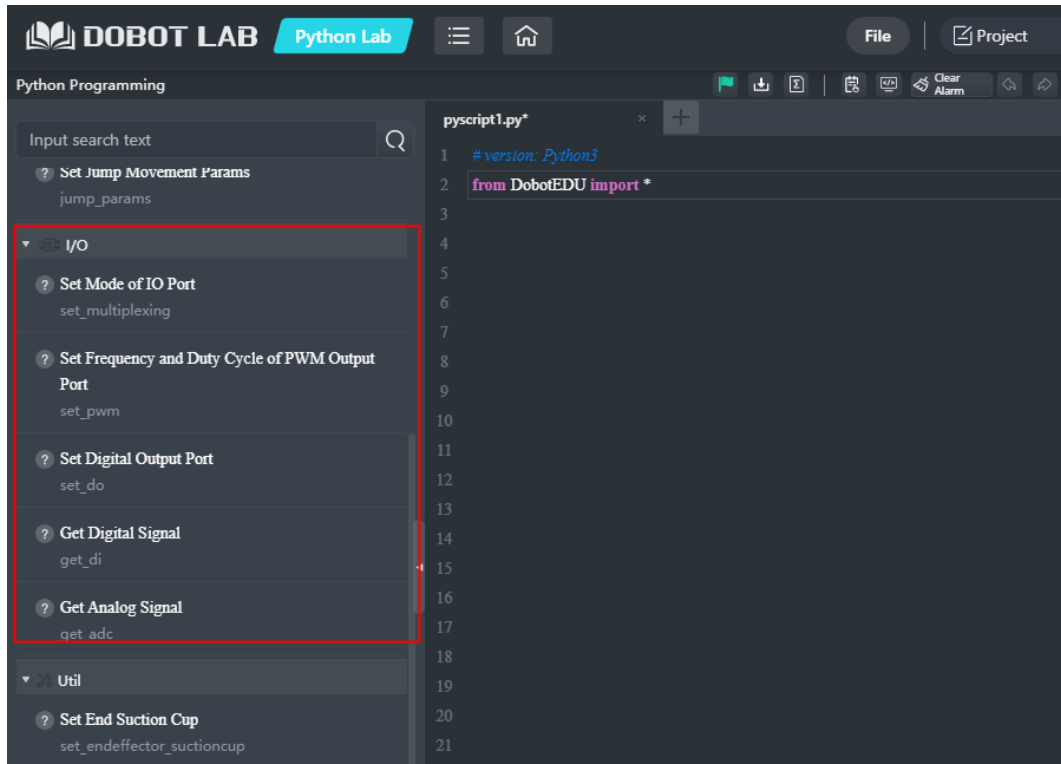 DOBOT LAB Python Lab File Project
Python Programming Clear
Alarm
Input search text
Set Jump Movement Params
jump_params
I/O
? Set Mode of IO Port
set_multiplexing
? Set Frequency and Duty Cycle of PWM Output
Port
set_pwm
? Set Digital Output Port
set_do
? Get Digital Signal
get_di
? Get Analog Signal
get_adc
Util
? Set End Suction Cup
set_endeffector_suctioncup
pyscript1.py* × +
1 # version: Python3
2 from DobotEDU import *
3
4
5
6
7
8
9
10
11
12
13
14
15
16
17
18
19
20
21